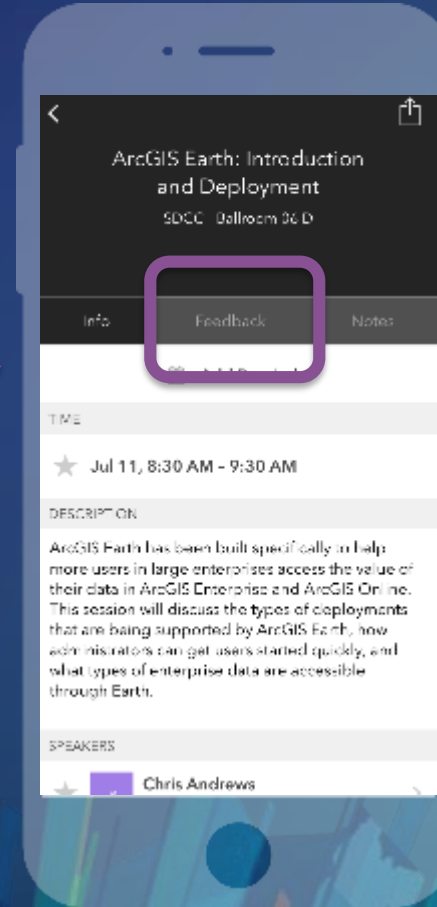 ArcGIS Earth: Introduction
and Deployment
SDCC - Ballroom 06 D
Info
Feedback
Notes
TIME
Jul 11, 8:30 AM – 9:30 AM
DESCRIPTION
ArcGIS Earth has been built specifically to help
more users in large enterprises access the value of
their data in ArcGIS Enterprise and ArcGIS Online.
This session will discuss the types of deployments
that are being supported by ArcGIS Earth, how
administrators can get users started quickly, and
what types of enterprise data are accessible
through Earth.
SPEAKERS
Chris Andrews